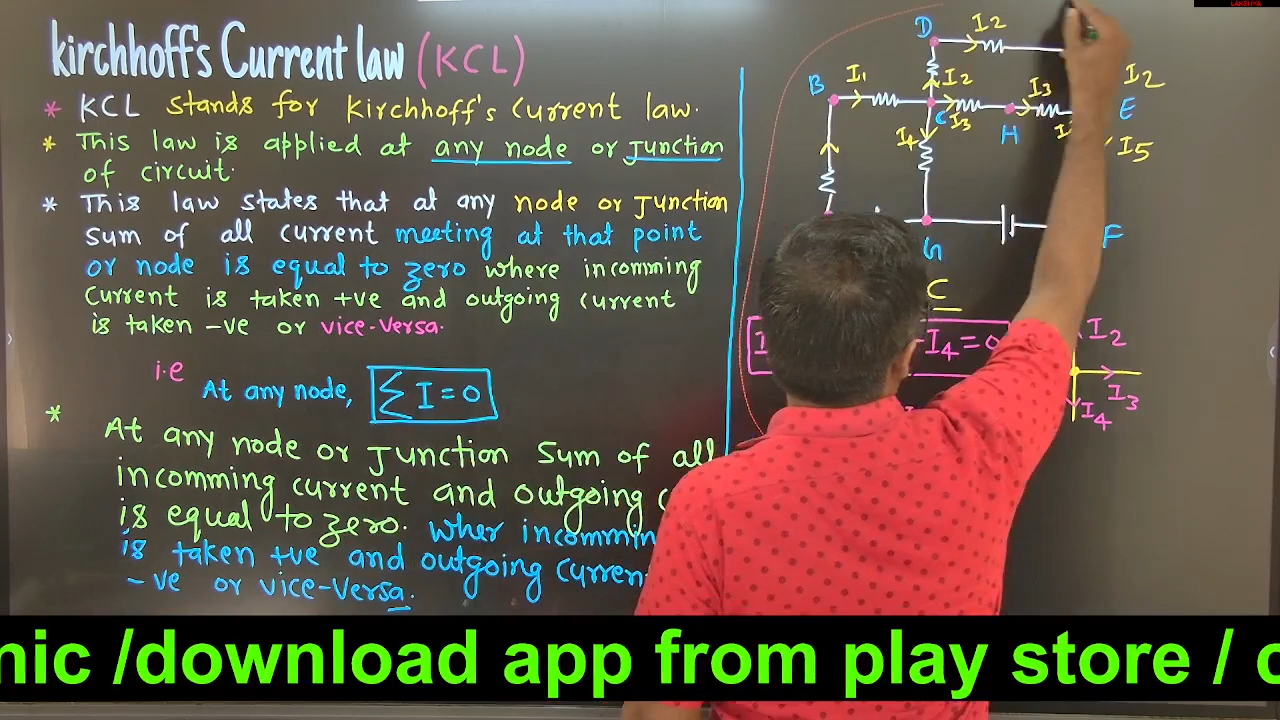 kirchhoff's Current law (KCL)
* KCL stands for Kirchhoff's Current law.
* This law is applied at any node or junction
of circuit.
* This law states that at any node or junction
sum of all current meeting at that point
or node is equal to zero where incomming
current is taken +ve and outgoing current
is taken -ve or vice-versa.
i.e
At any node, Σ I = 0
* At any node or junction sum of all
incomming current and outgoing
is equal to zero. Wher incommin
is taken +ve and outgoing curren
-ve or vice-versa.
D I2
B I1 I2 I3 I2
C I3 H E
I4 I5
G F
C
I -I4=0 I2
I3
I4
nic /download app from play store /